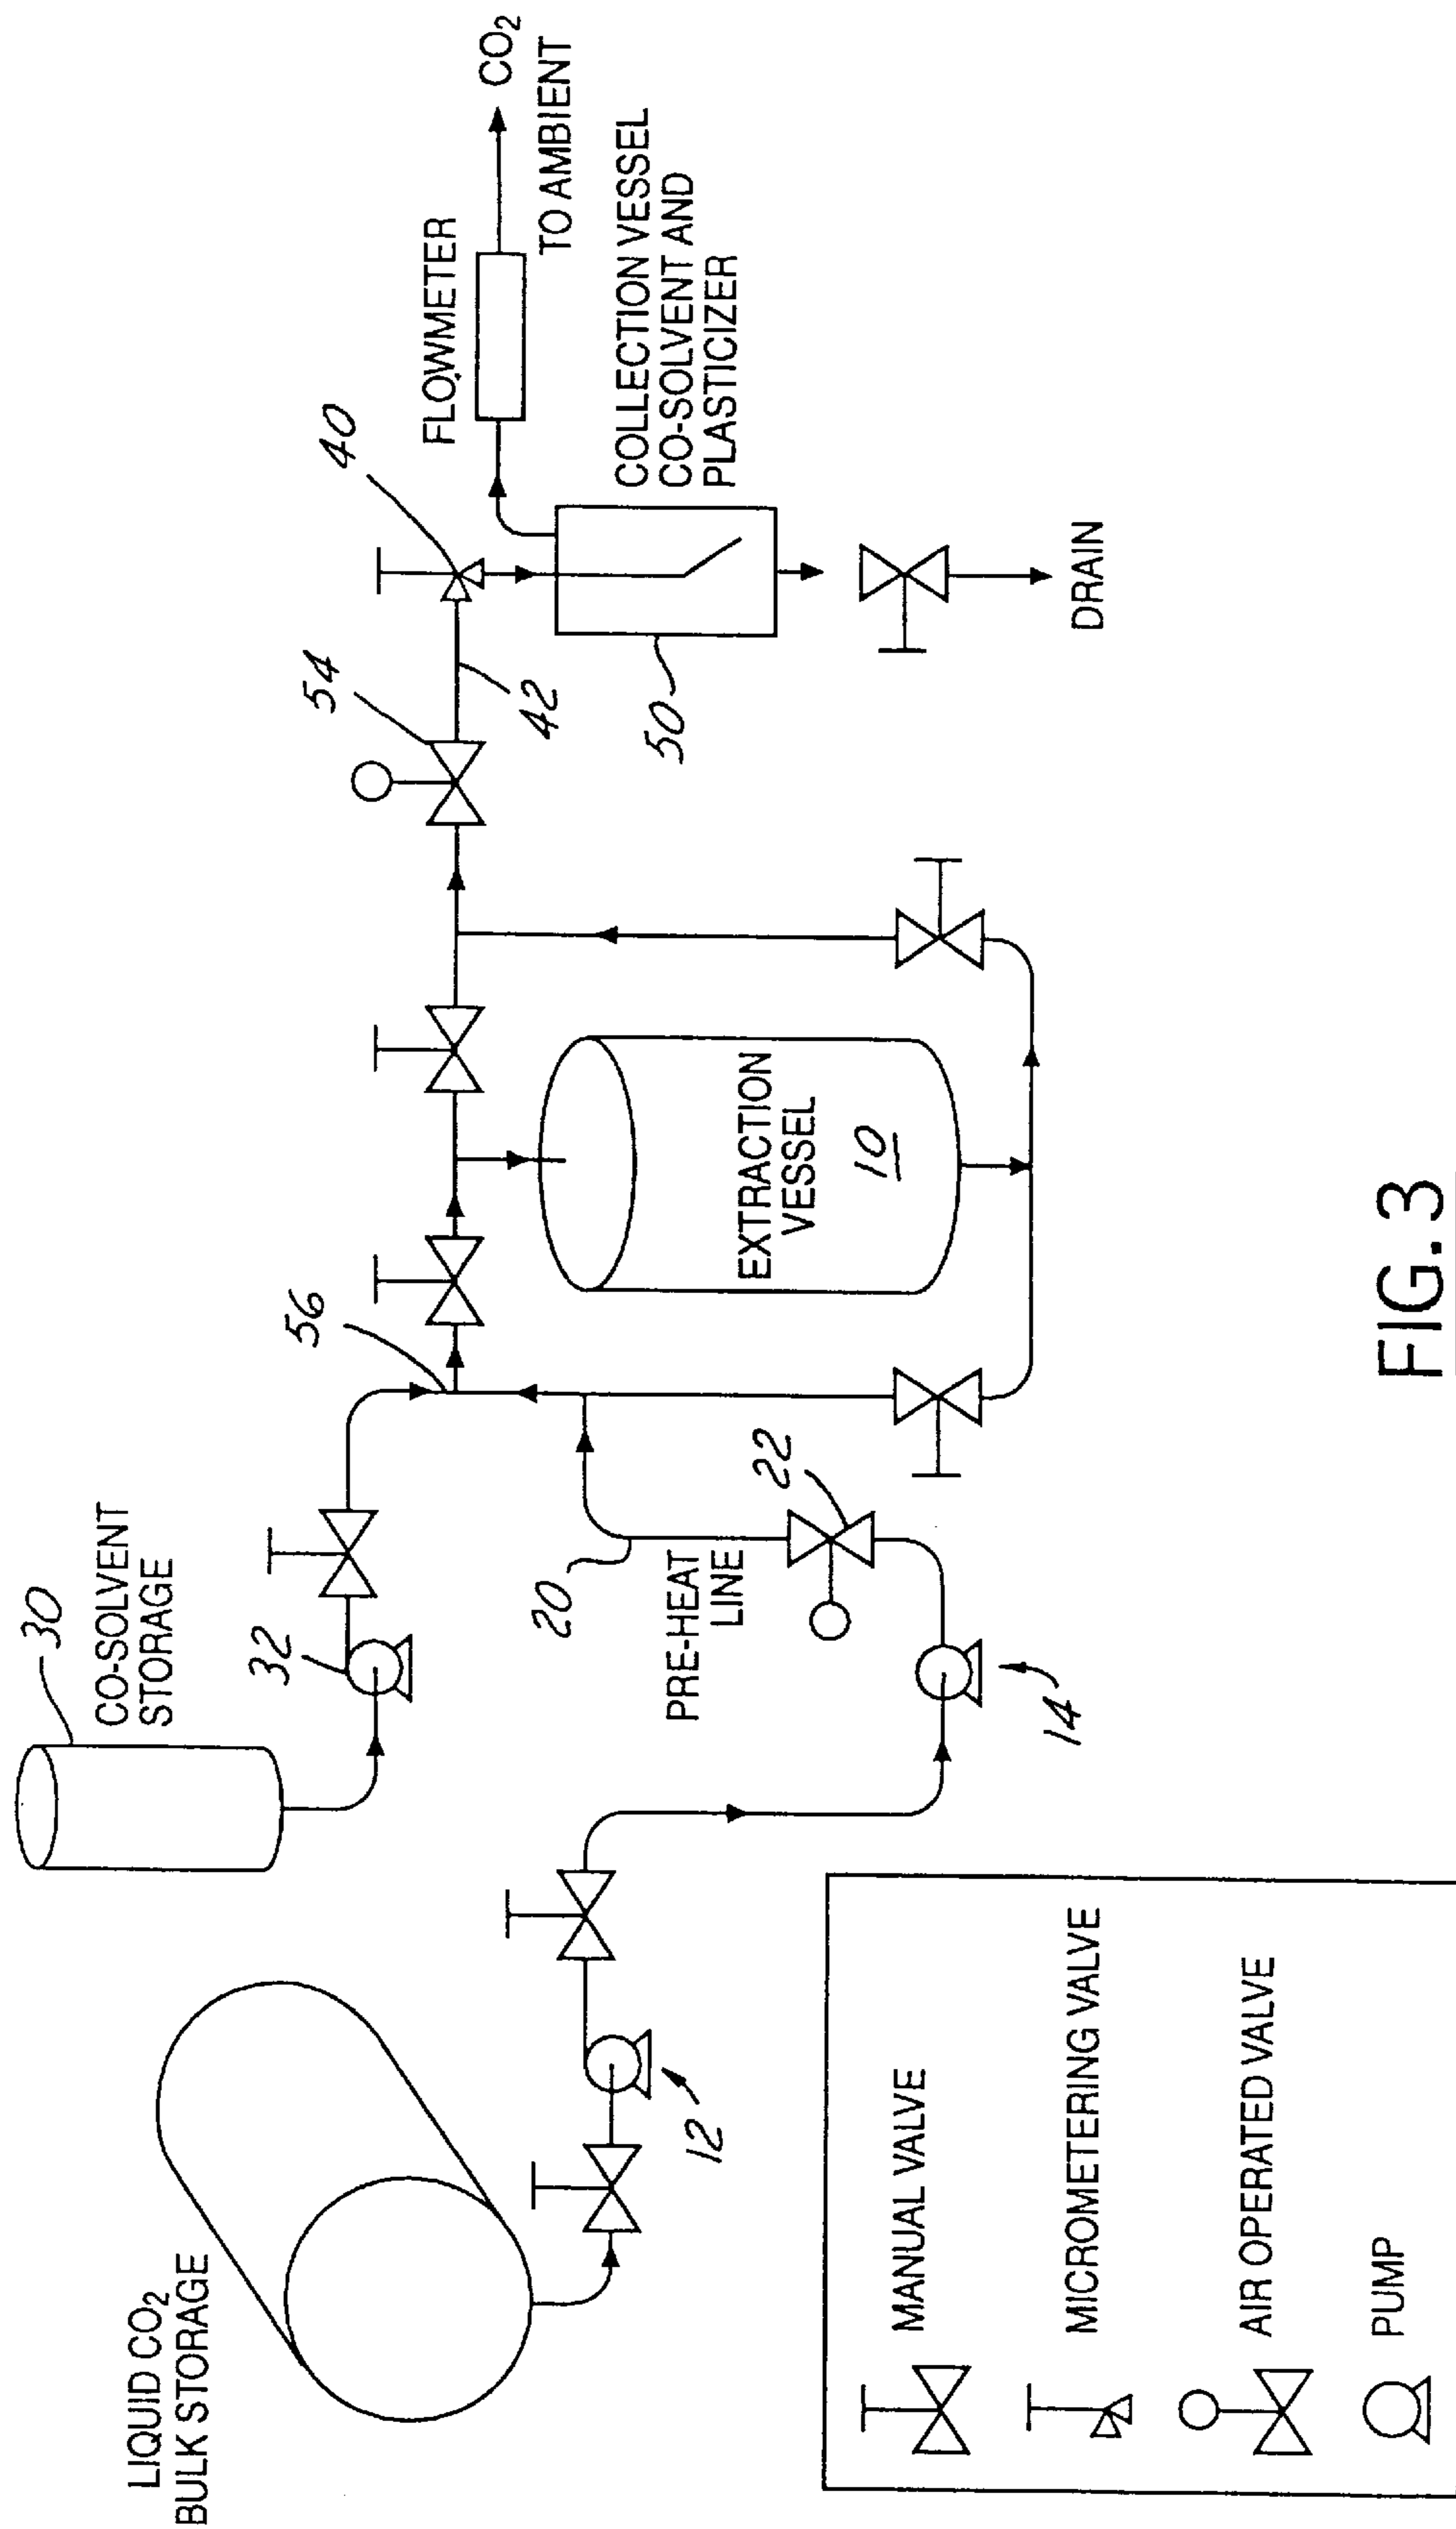 LIQUID CO2
BULK STORAGE
30
CO-SOLVENT
STORAGE
32
12
14
20
PRE-HEAT
LINE
22
56
EXTRACTION
VESSEL
10
54
42
40
50
FLOWMETER
CO2
TO AMBIENT
COLLECTION VESSEL
CO-SOLVENT AND
PLASTICIZER
DRAIN
MANUAL VALVE
MICROMETERING VALVE
AIR OPERATED VALVE
PUMP
FIG. 3